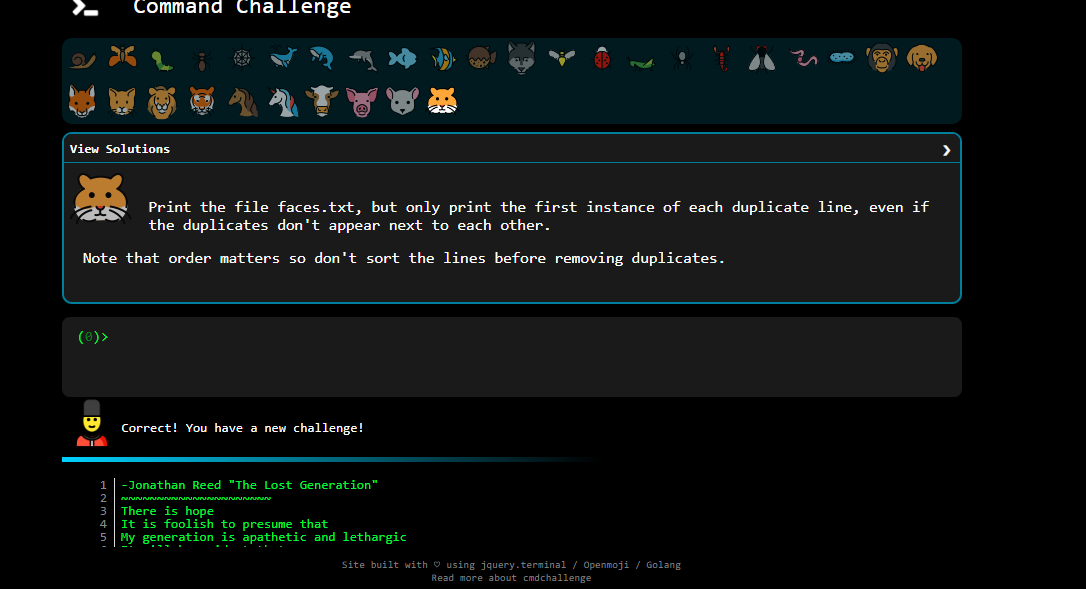 Command Challenge
View Solutions
Print the file faces.txt, but only print the first instance of each duplicate line, even if
the duplicates don't appear next to each other.
Note that order matters so don't sort the lines before removing duplicates.
(0)>
Correct! You have a new challenge!
1 -Jonathan Reed "The Lost Generation"
2 ~~~~~~~~~~~~~~~~~~~~~
3 There is hope
4 It is foolish to presume that
5 My generation is apathetic and lethargic
Site built with ♡ using jquery.terminal / Openmoji / Golang
Read more about cmdchallenge